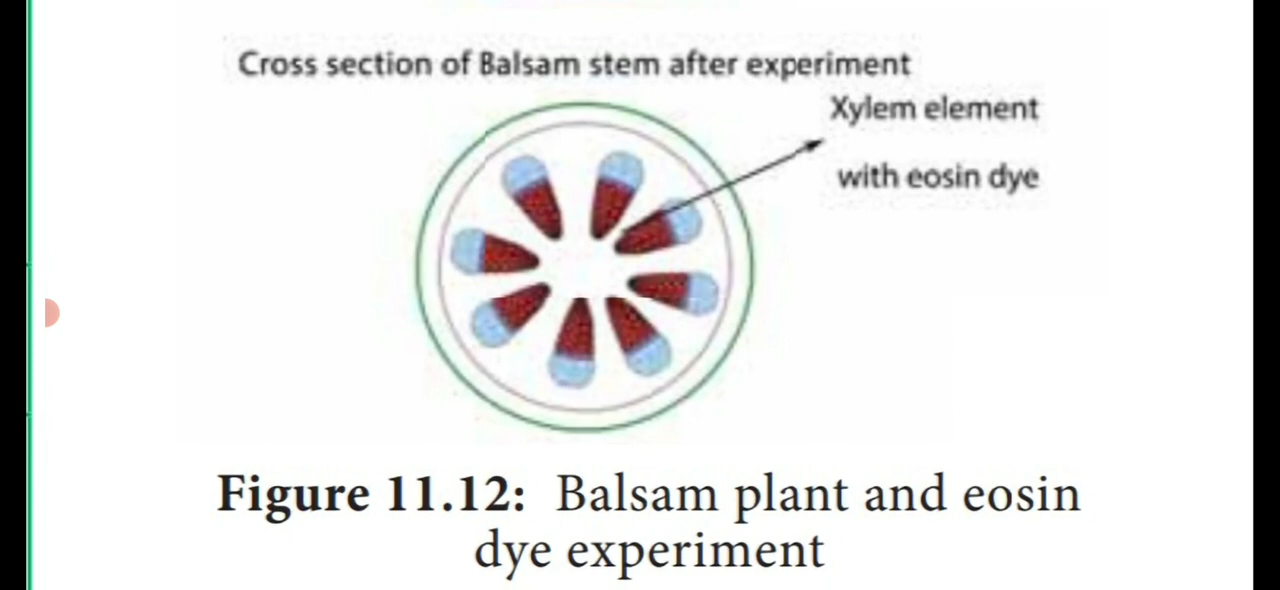 Cross section of Balsam stem after experiment
Xylem element
with eosin dye
Figure 11.12: Balsam plant and eosin
dye experiment